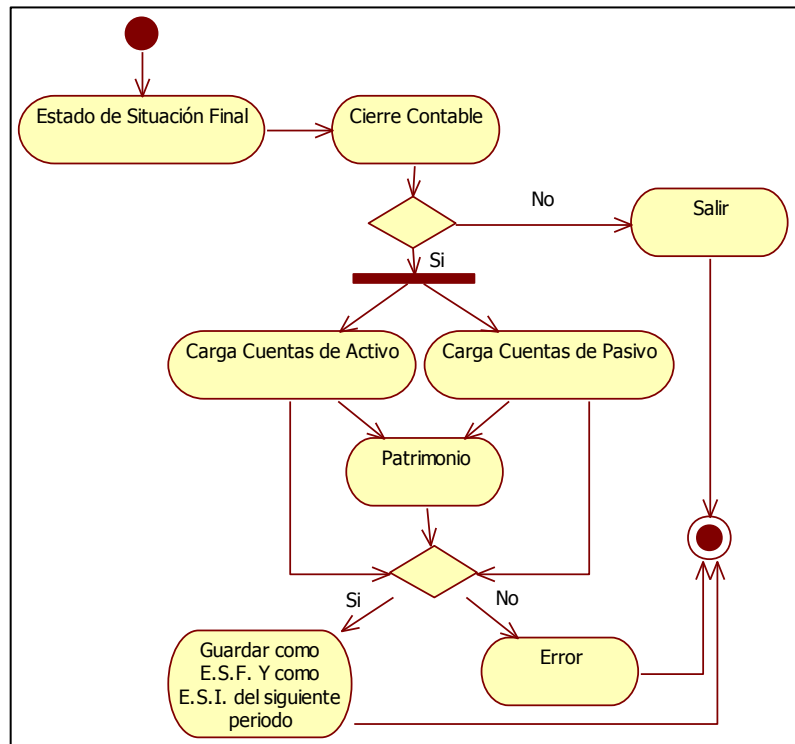 Estado de Situación Final
Cierre Contable
No
Salir
Si
Carga Cuentas de Activo
Carga Cuentas de Pasivo
Patrimonio
Si
No
Guardar como
E.S.F. Y como
E.S.I. del siguiente
periodo
Error